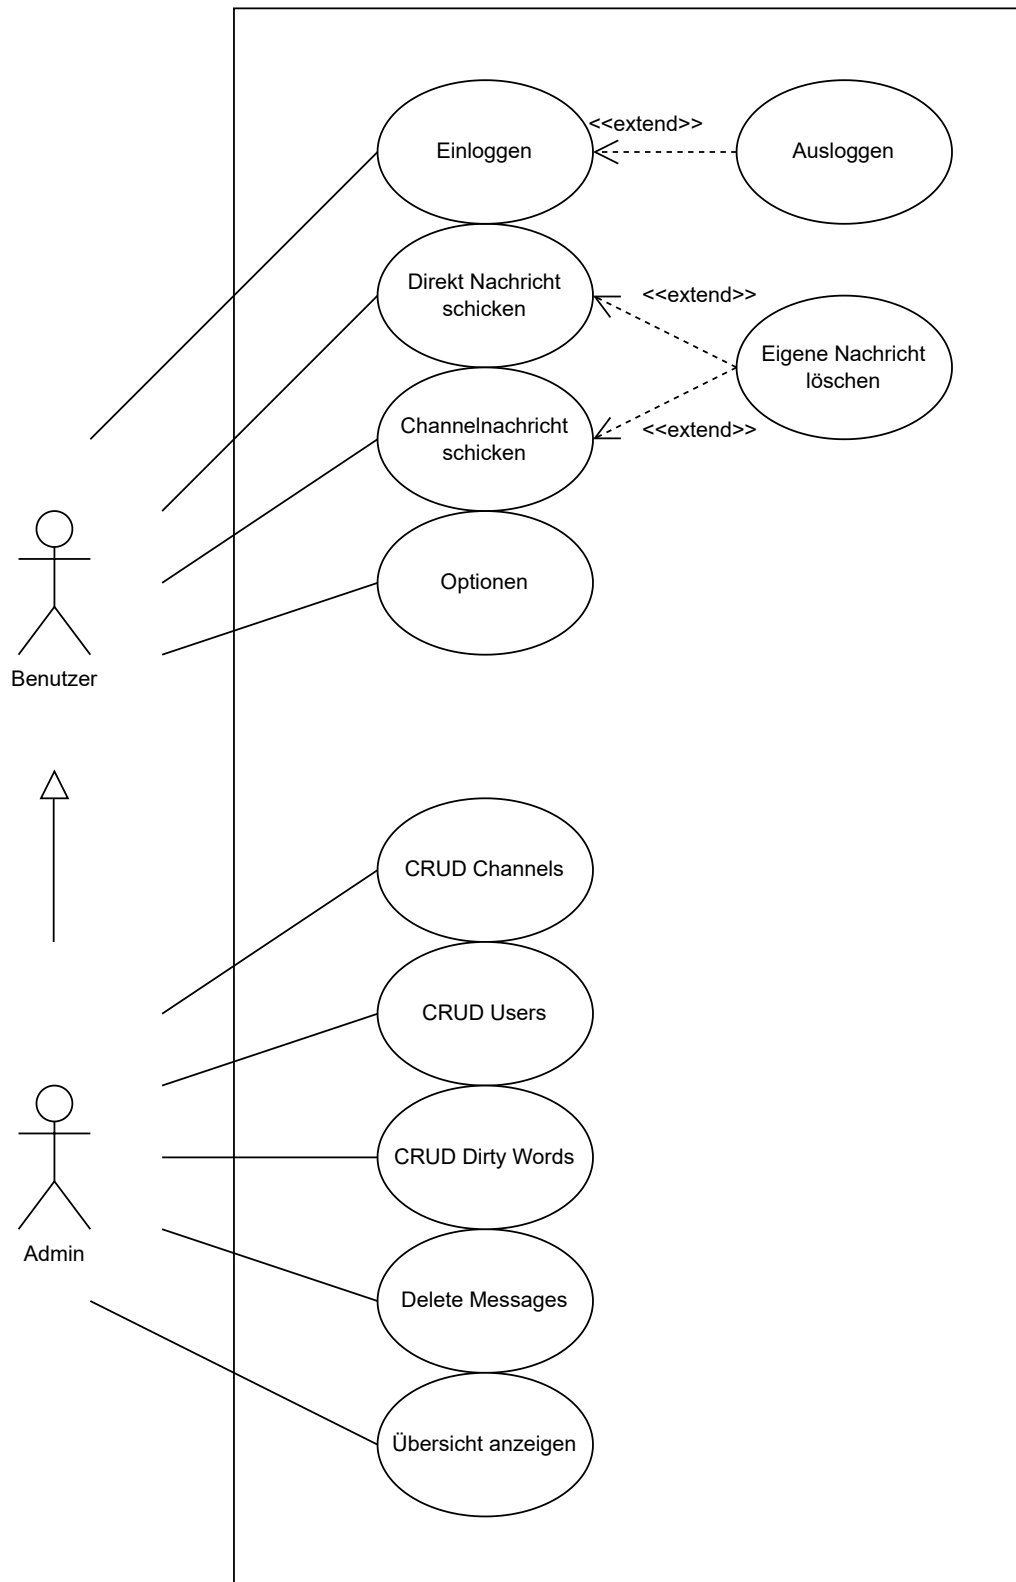 <<extend>>
Einloggen
Ausloggen
Direkt Nachricht
schicken
<<extend>>
Eigene Nachricht
löschen
Channelnachricht
schicken
<<extend>>
Optionen
Benutzer
CRUD Channels
CRUD Users
CRUD Dirty Words
Admin
Delete Messages
Übersicht anzeigen